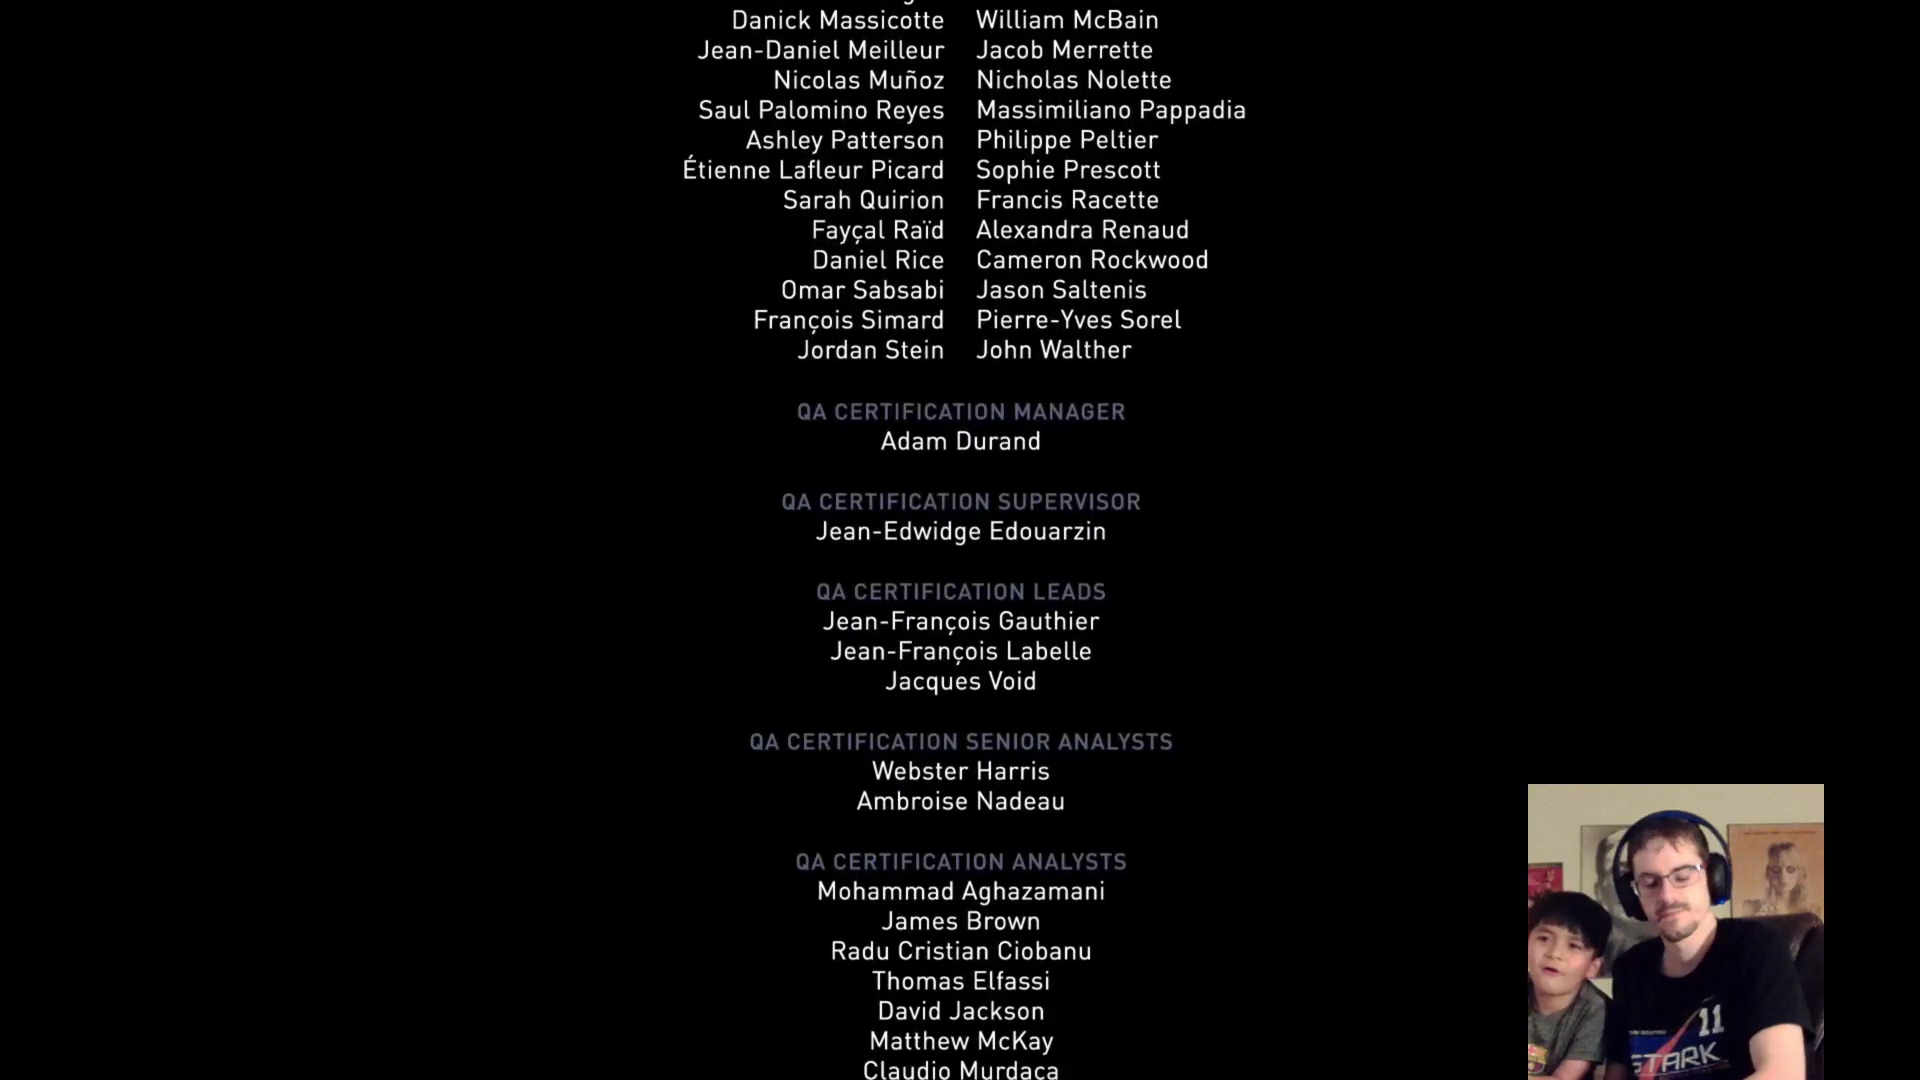 Danick Massicotte William McBain
Jean-Daniel Meilleur Jacob Merrette
Nicolas Muñoz Nicholas Nolette
Saul Palomino Reyes Massimiliano Pappadia
Ashley Patterson Philippe Peltier
Étienne Lafleur Picard Sophie Prescott
Sarah Quirion Francis Racette
Fayçal Raïd Alexandra Renaud
Daniel Rice Cameron Rockwood
Omar Sabsabi Jason Saltenis
François Simard Pierre-Yves Sorel
Jordan Stein John Walther
QA CERTIFICATION MANAGER
Adam Durand
QA CERTIFICATION SUPERVISOR
Jean-Edwidge Edouarzin
QA CERTIFICATION LEADS
Jean-François Gauthier
Jean-François Labelle
Jacques Void
QA CERTIFICATION SENIOR ANALYSTS
Webster Harris
Ambroise Nadeau
QA CERTIFICATION ANALYSTS
Mohammad Aghazamani
James Brown
Radu Cristian Ciobanu
Thomas Elfassi
David Jackson
Matthew McKay
Claudio Murdaca
11
STARK